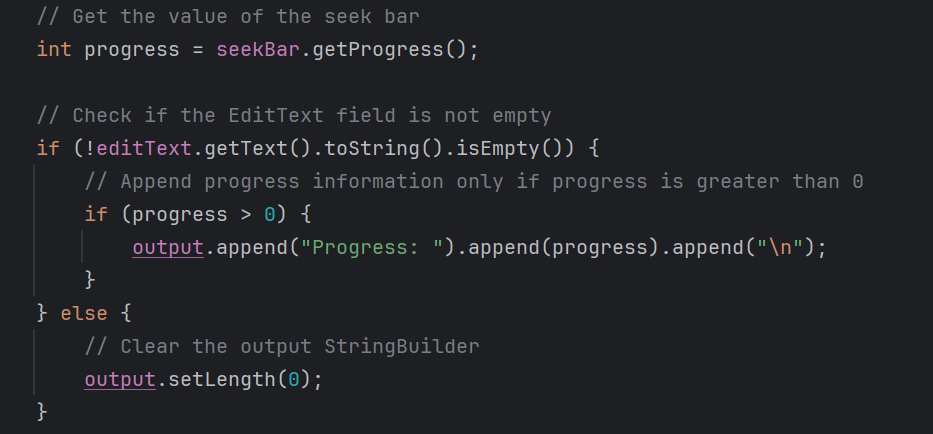 // Get the value of the seek bar
int progress = seekBar.getProgress();
// Check if the EditText field is not empty
if (!editText.getText().toString().isEmpty()) {
// Append progress information only if progress is greater than 0
if (progress > 0) {
output.append("Progress: ").append(progress).append("\n");
}
} else {
// Clear the output StringBuilder
output.setLength(0);
}